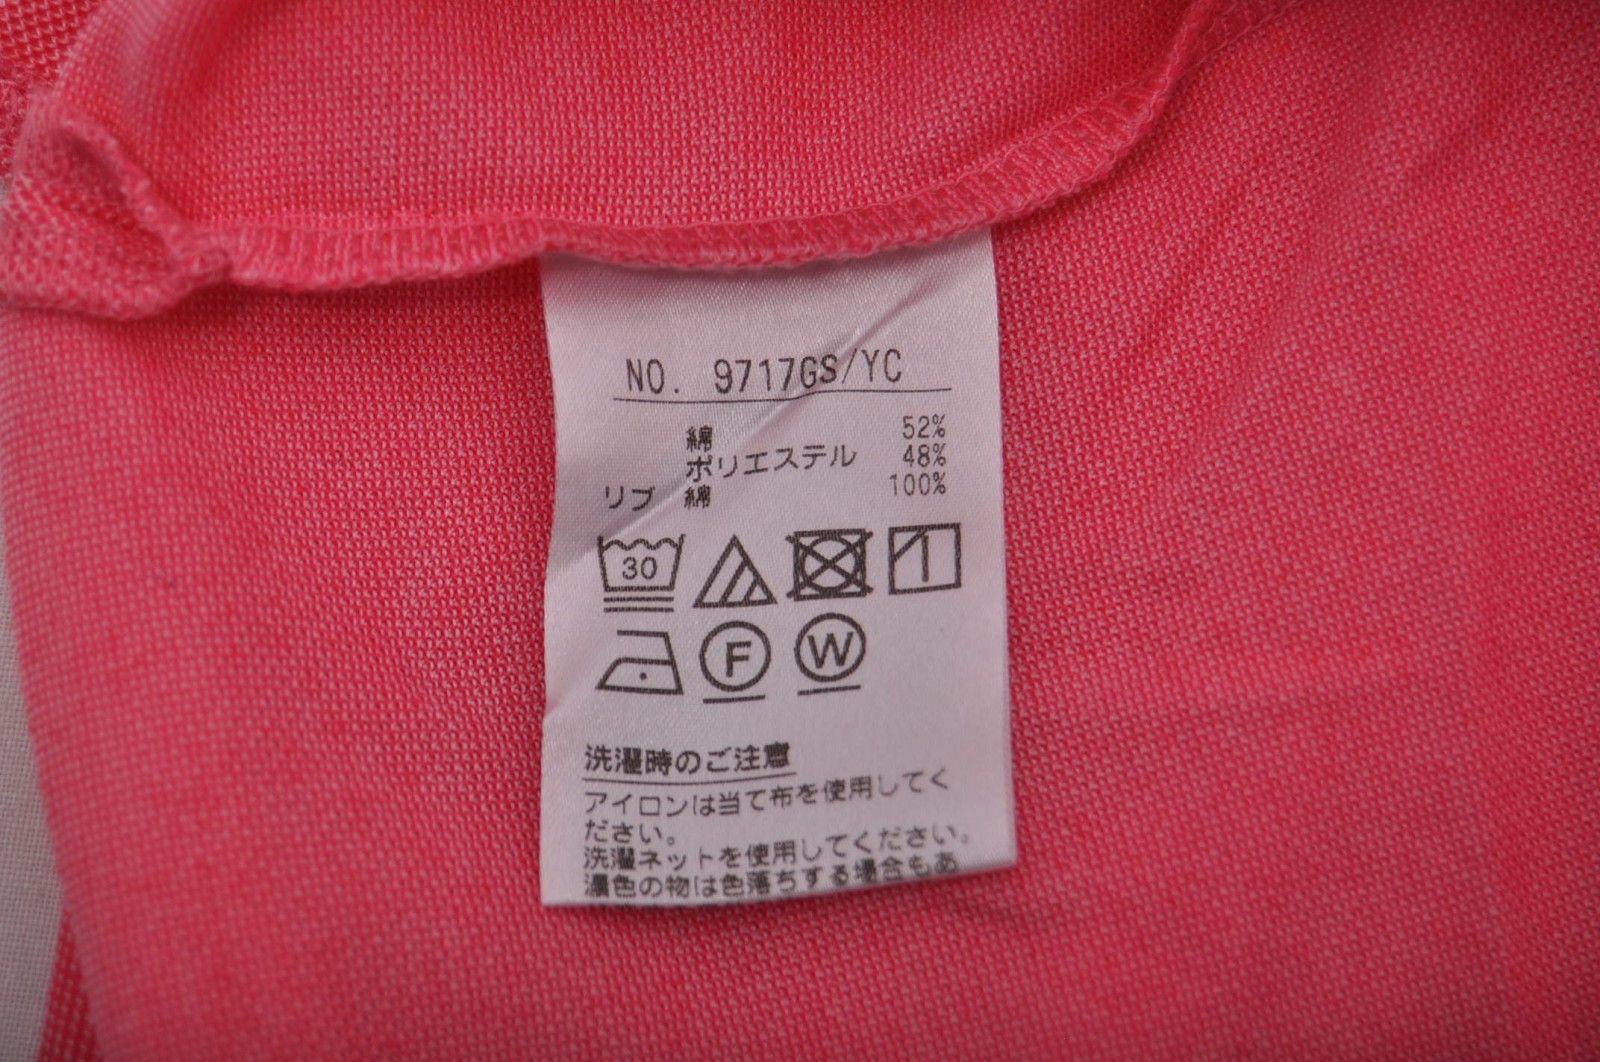 NO. 9717GS/YC
綿 52%
ポリエステル 48%
リブ 綿 100%
30
F W
洗濯時のご注意
アイロンは当て布を使用してく
ださい。
洗濯ネットを使用してください。
濃色の物は色落ちする場合もあ